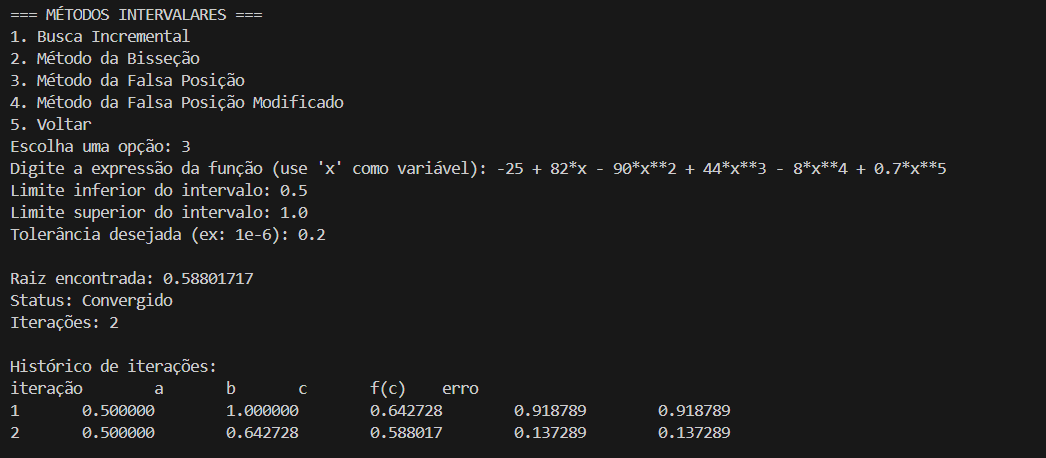 === MÉTODOS INTERVALARES ===
1. Busca Incremental
2. Método da Bisseção
3. Método da Falsa Posição
4. Método da Falsa Posição Modificado
5. Voltar
Escolha uma opção: 3
Digite a expressão da função (use 'x' como variável): -25 + 82*x - 90*x**2 + 44*x**3 - 8*x**4 + 0.7*x**5
Limite inferior do intervalo: 0.5
Limite superior do intervalo: 1.0
Tolerância desejada (ex: 1e-6): 0.2
Raiz encontrada: 0.58801717
Status: Convergido
Iterações: 2
Histórico de iterações:
iteração a b c f(c) erro
1 0.500000 1.000000 0.642728 0.918789 0.918789
2 0.500000 0.642728 0.588017 0.137289 0.137289